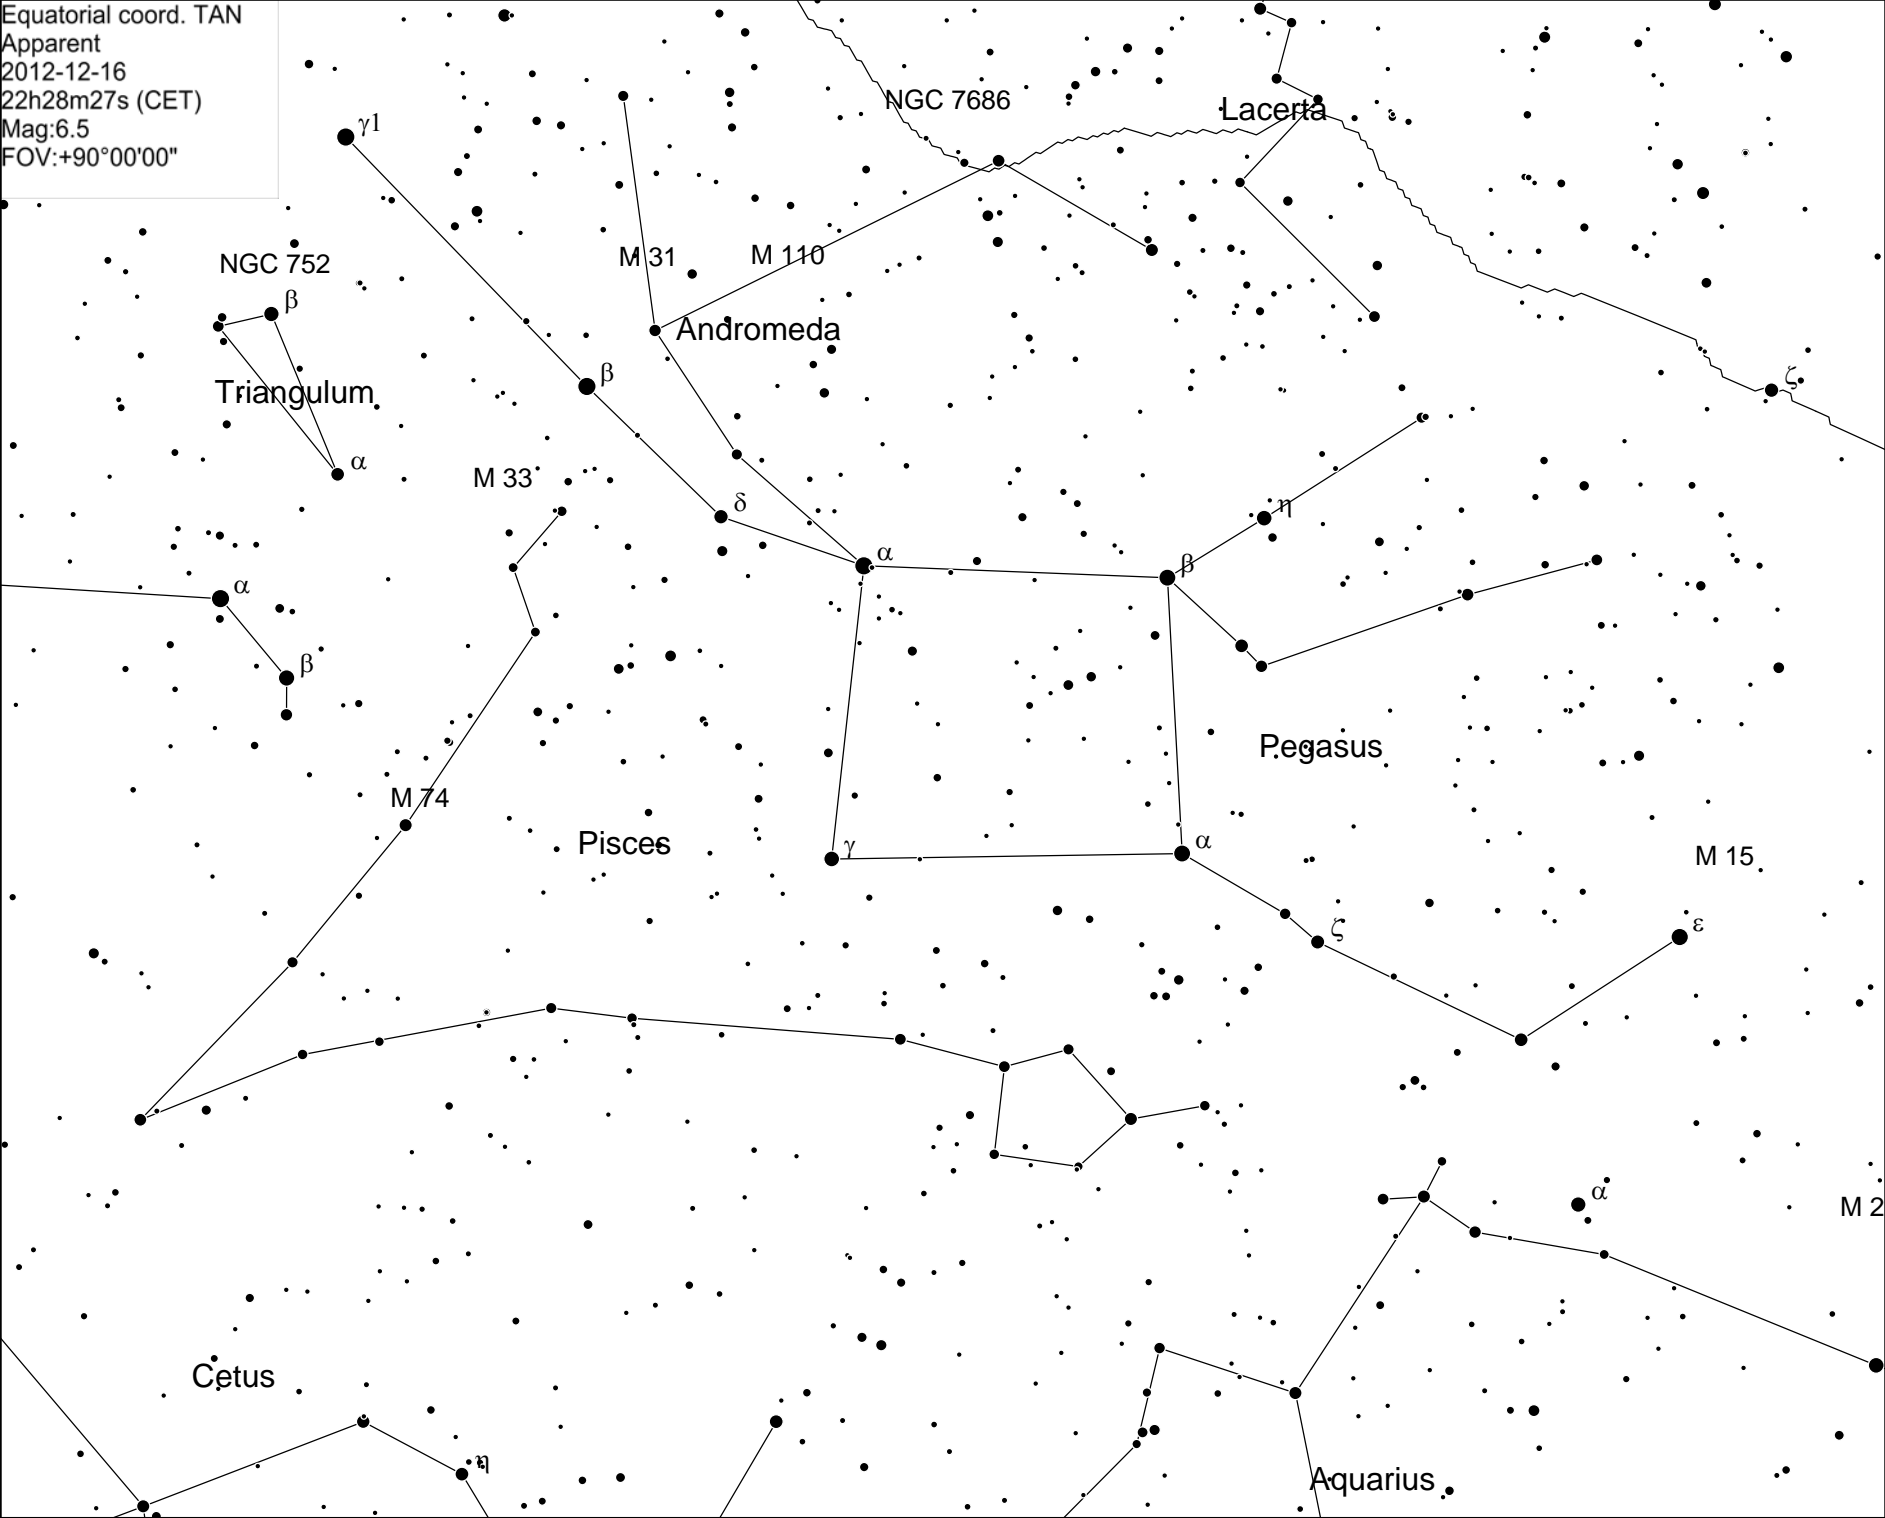 Equatorial coord. TAN
Apparent
2012-12-16
22h28m27s (CET)
Mag:6.5
FOV:+90°00'00"
NGC 7686
Lacerta
γ1
M 31
M 110
NGC 752
β
Andromeda
β
ζ
Triangulum
α
M 33
δ
η
α
β
α
β
Pegasus
M 74
Pisces
γ
α
M 15
ζ
ε
α
M 2
Cetus
η
Aquarius